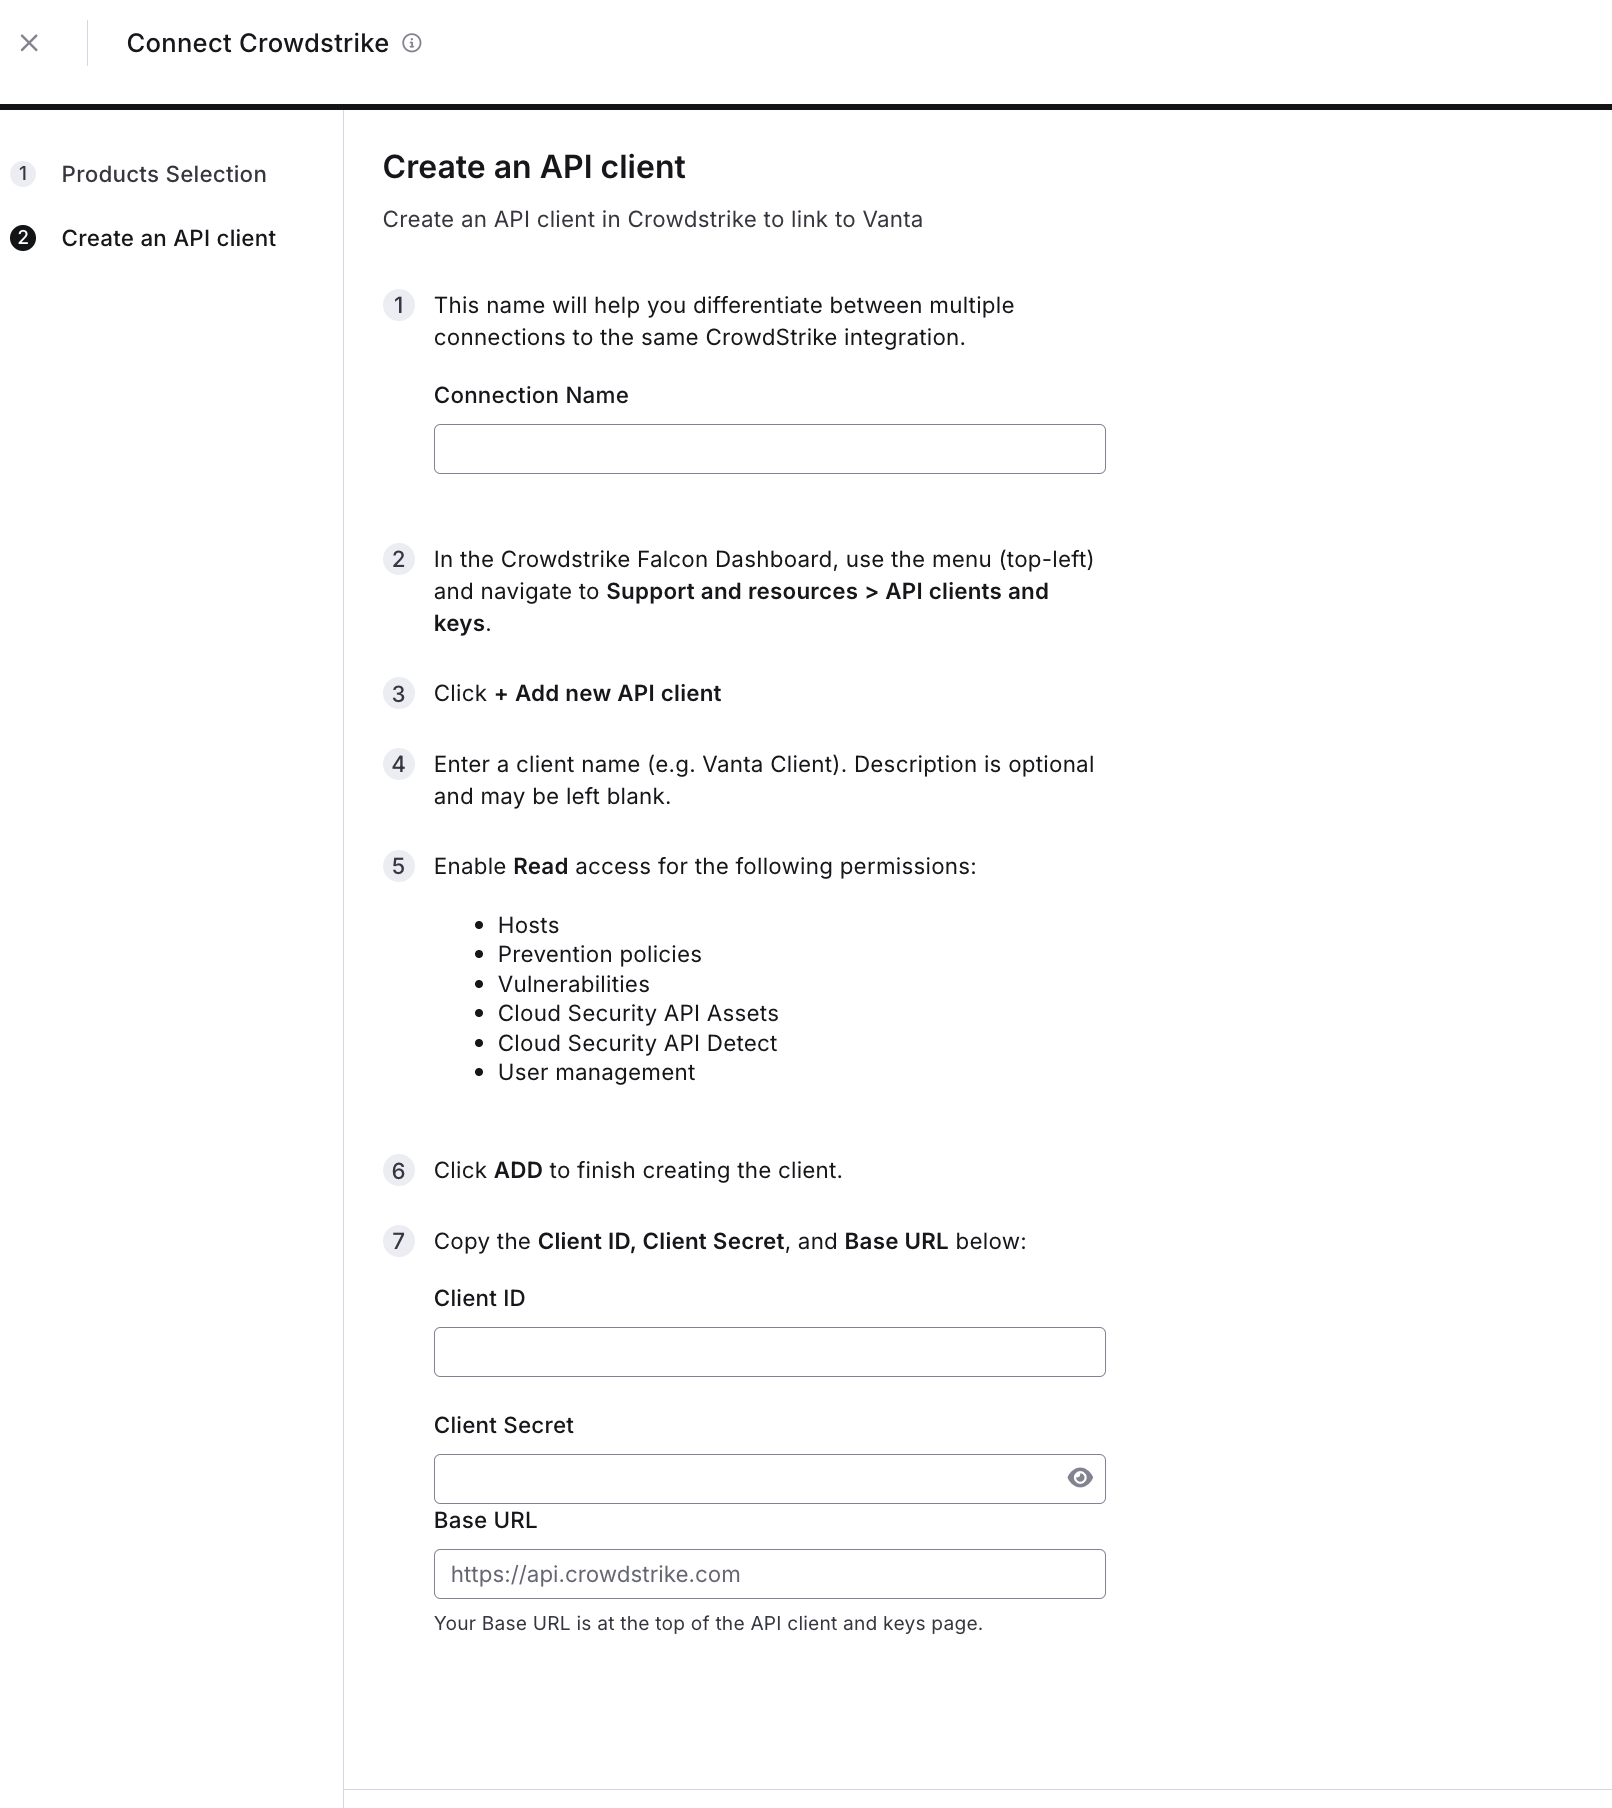 Connect Crowdstrike
1 Products Selection
2 Create an API client
Create an API client
Create an API client in Crowdstrike to link to Vanta
1 This name will help you differentiate between multiple
connections to the same CrowdStrike integration.
Connection Name
2 In the Crowdstrike Falcon Dashboard, use the menu (top-left)
and navigate to Support and resources > API clients and
keys.
3 Click + Add new API client
4 Enter a client name (e.g. Vanta Client). Description is optional
and may be left blank.
5 Enable Read access for the following permissions:
• Hosts
• Prevention policies
• Vulnerabilities
• Cloud Security API Assets
• Cloud Security API Detect
• User management
6 Click ADD to finish creating the client.
7 Copy the Client ID, Client Secret, and Base URL below:
Client ID
Client Secret
Base URL
https://api.crowdstrike.com
Your Base URL is at the top of the API client and keys page.